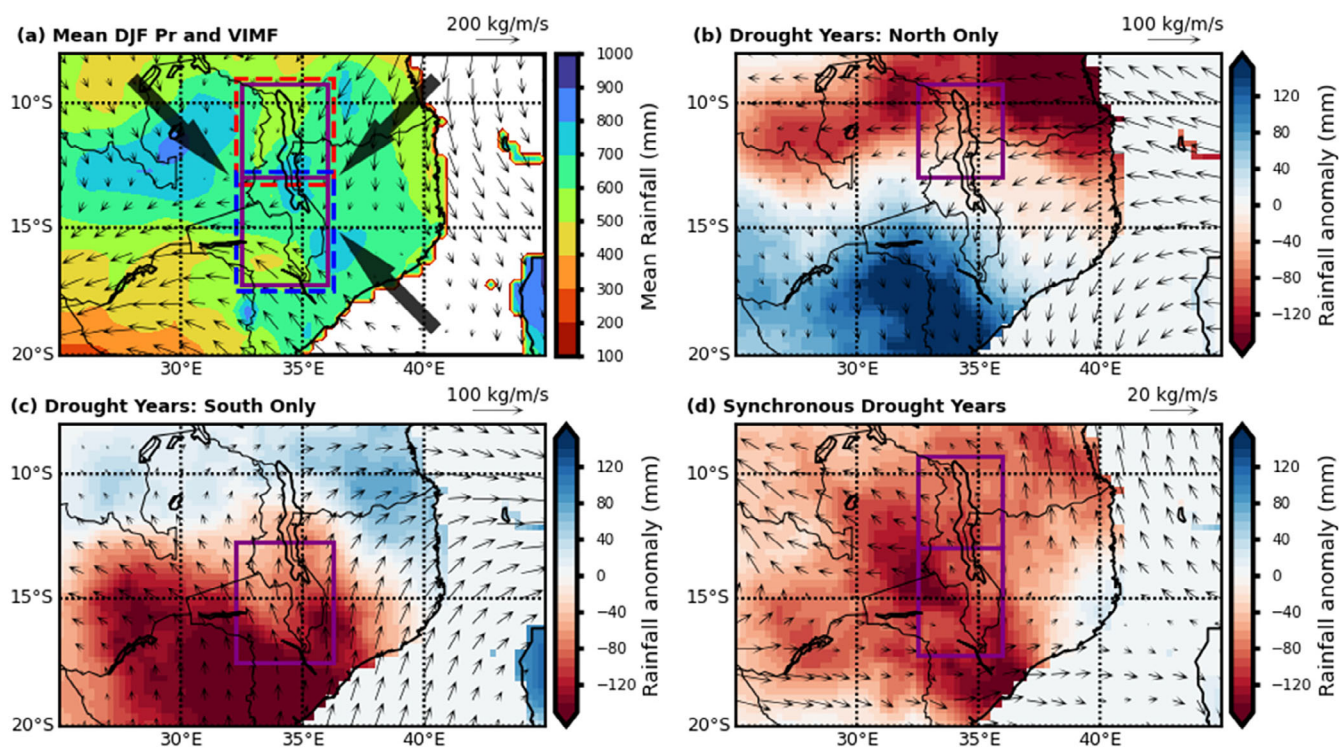 200 kg/m/s
(a) Mean DJF Pr and VIMF
10°S
15°S
20°S
30°E
35°E
40°E
1000
900
800
700
600
500
400
300
200
100
Mean Rainfall (mm)
100 kg/m/s
(b) Drought Years: North Only
10°S
15°S
20°S
30°E
35°E
40°E
120
80
40
0
−40
−80
−120
Rainfall anomaly (mm)
100 kg/m/s
(c) Drought Years: South Only
10°S
15°S
20°S
30°E
35°E
40°E
120
80
40
0
−40
−80
−120
Rainfall anomaly (mm)
20 kg/m/s
(d) Synchronous Drought Years
10°S
15°S
20°S
30°E
35°E
40°E
120
80
40
0
−40
−80
−120
Rainfall anomaly (mm)